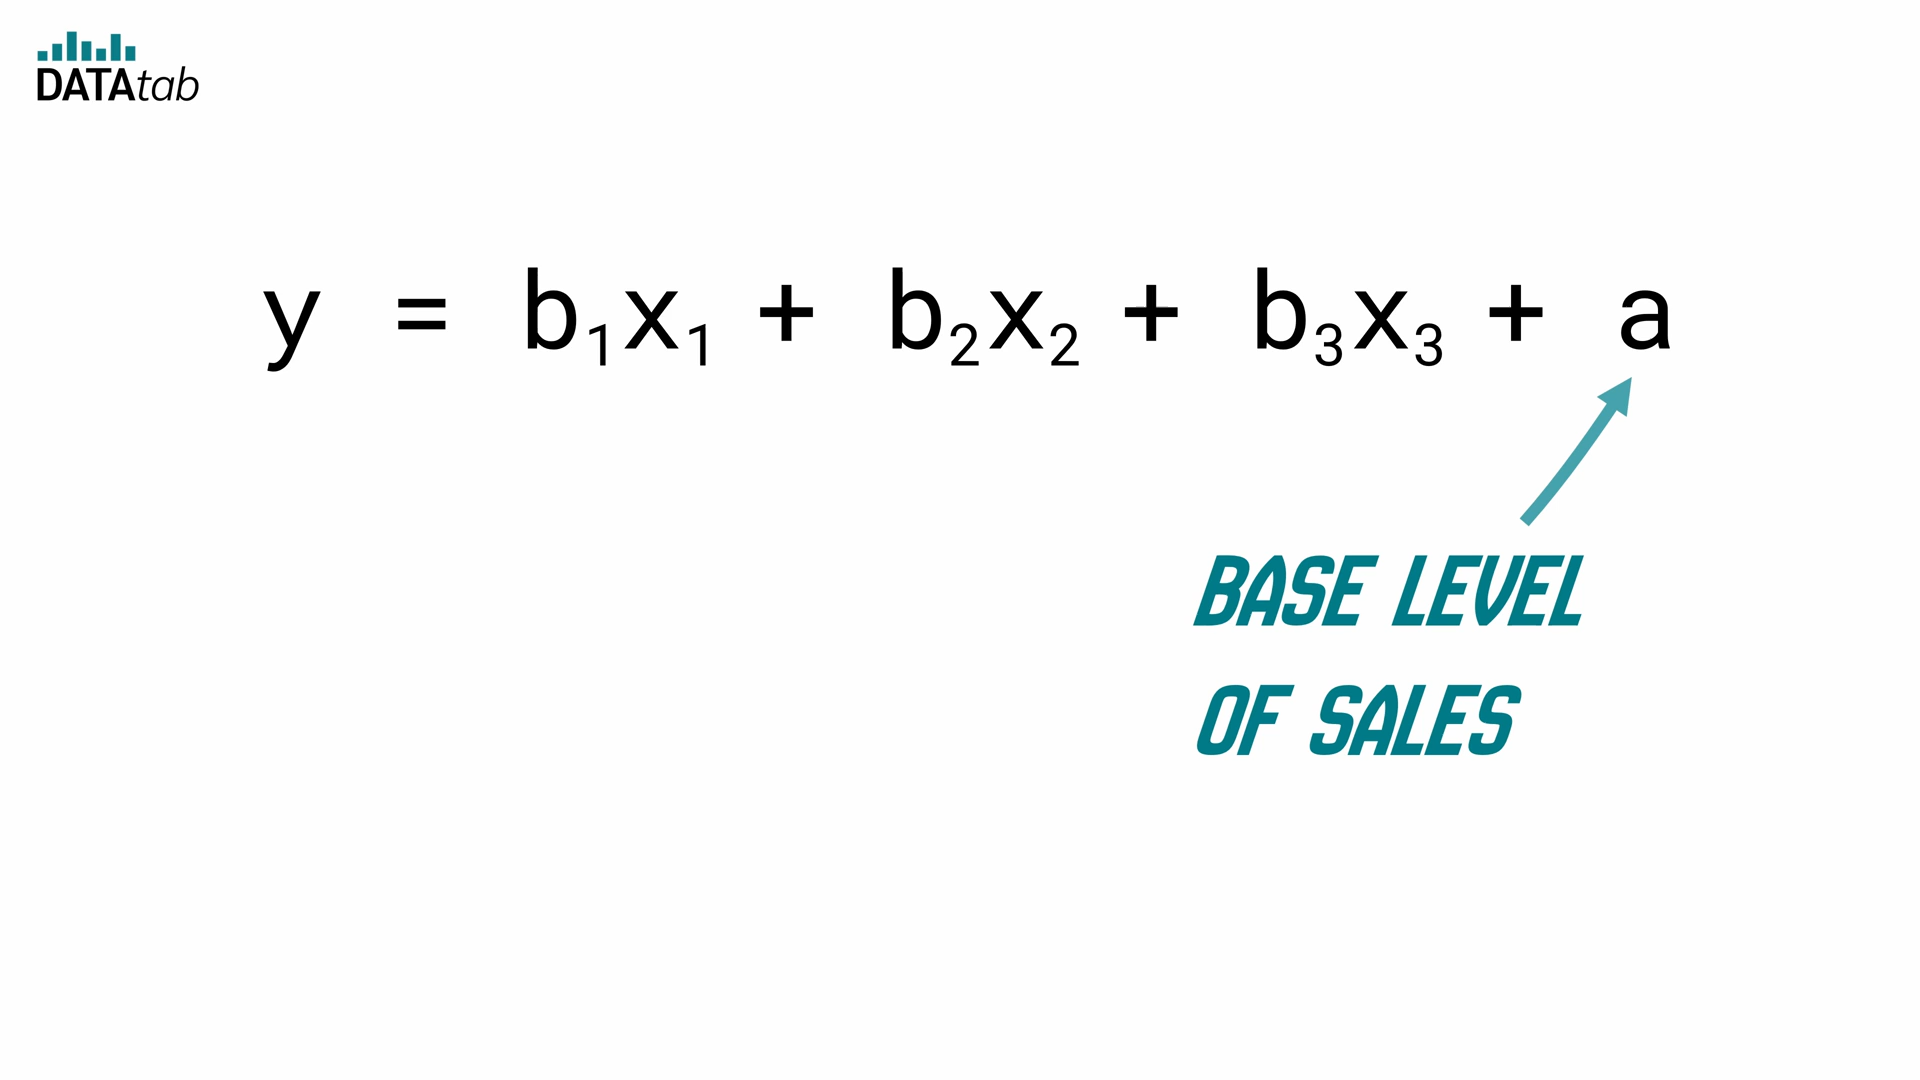 DATAtab
y = b₁x₁ + b₂x₂ + b₃x₃ + a
BASE LEVEL
OF SALES